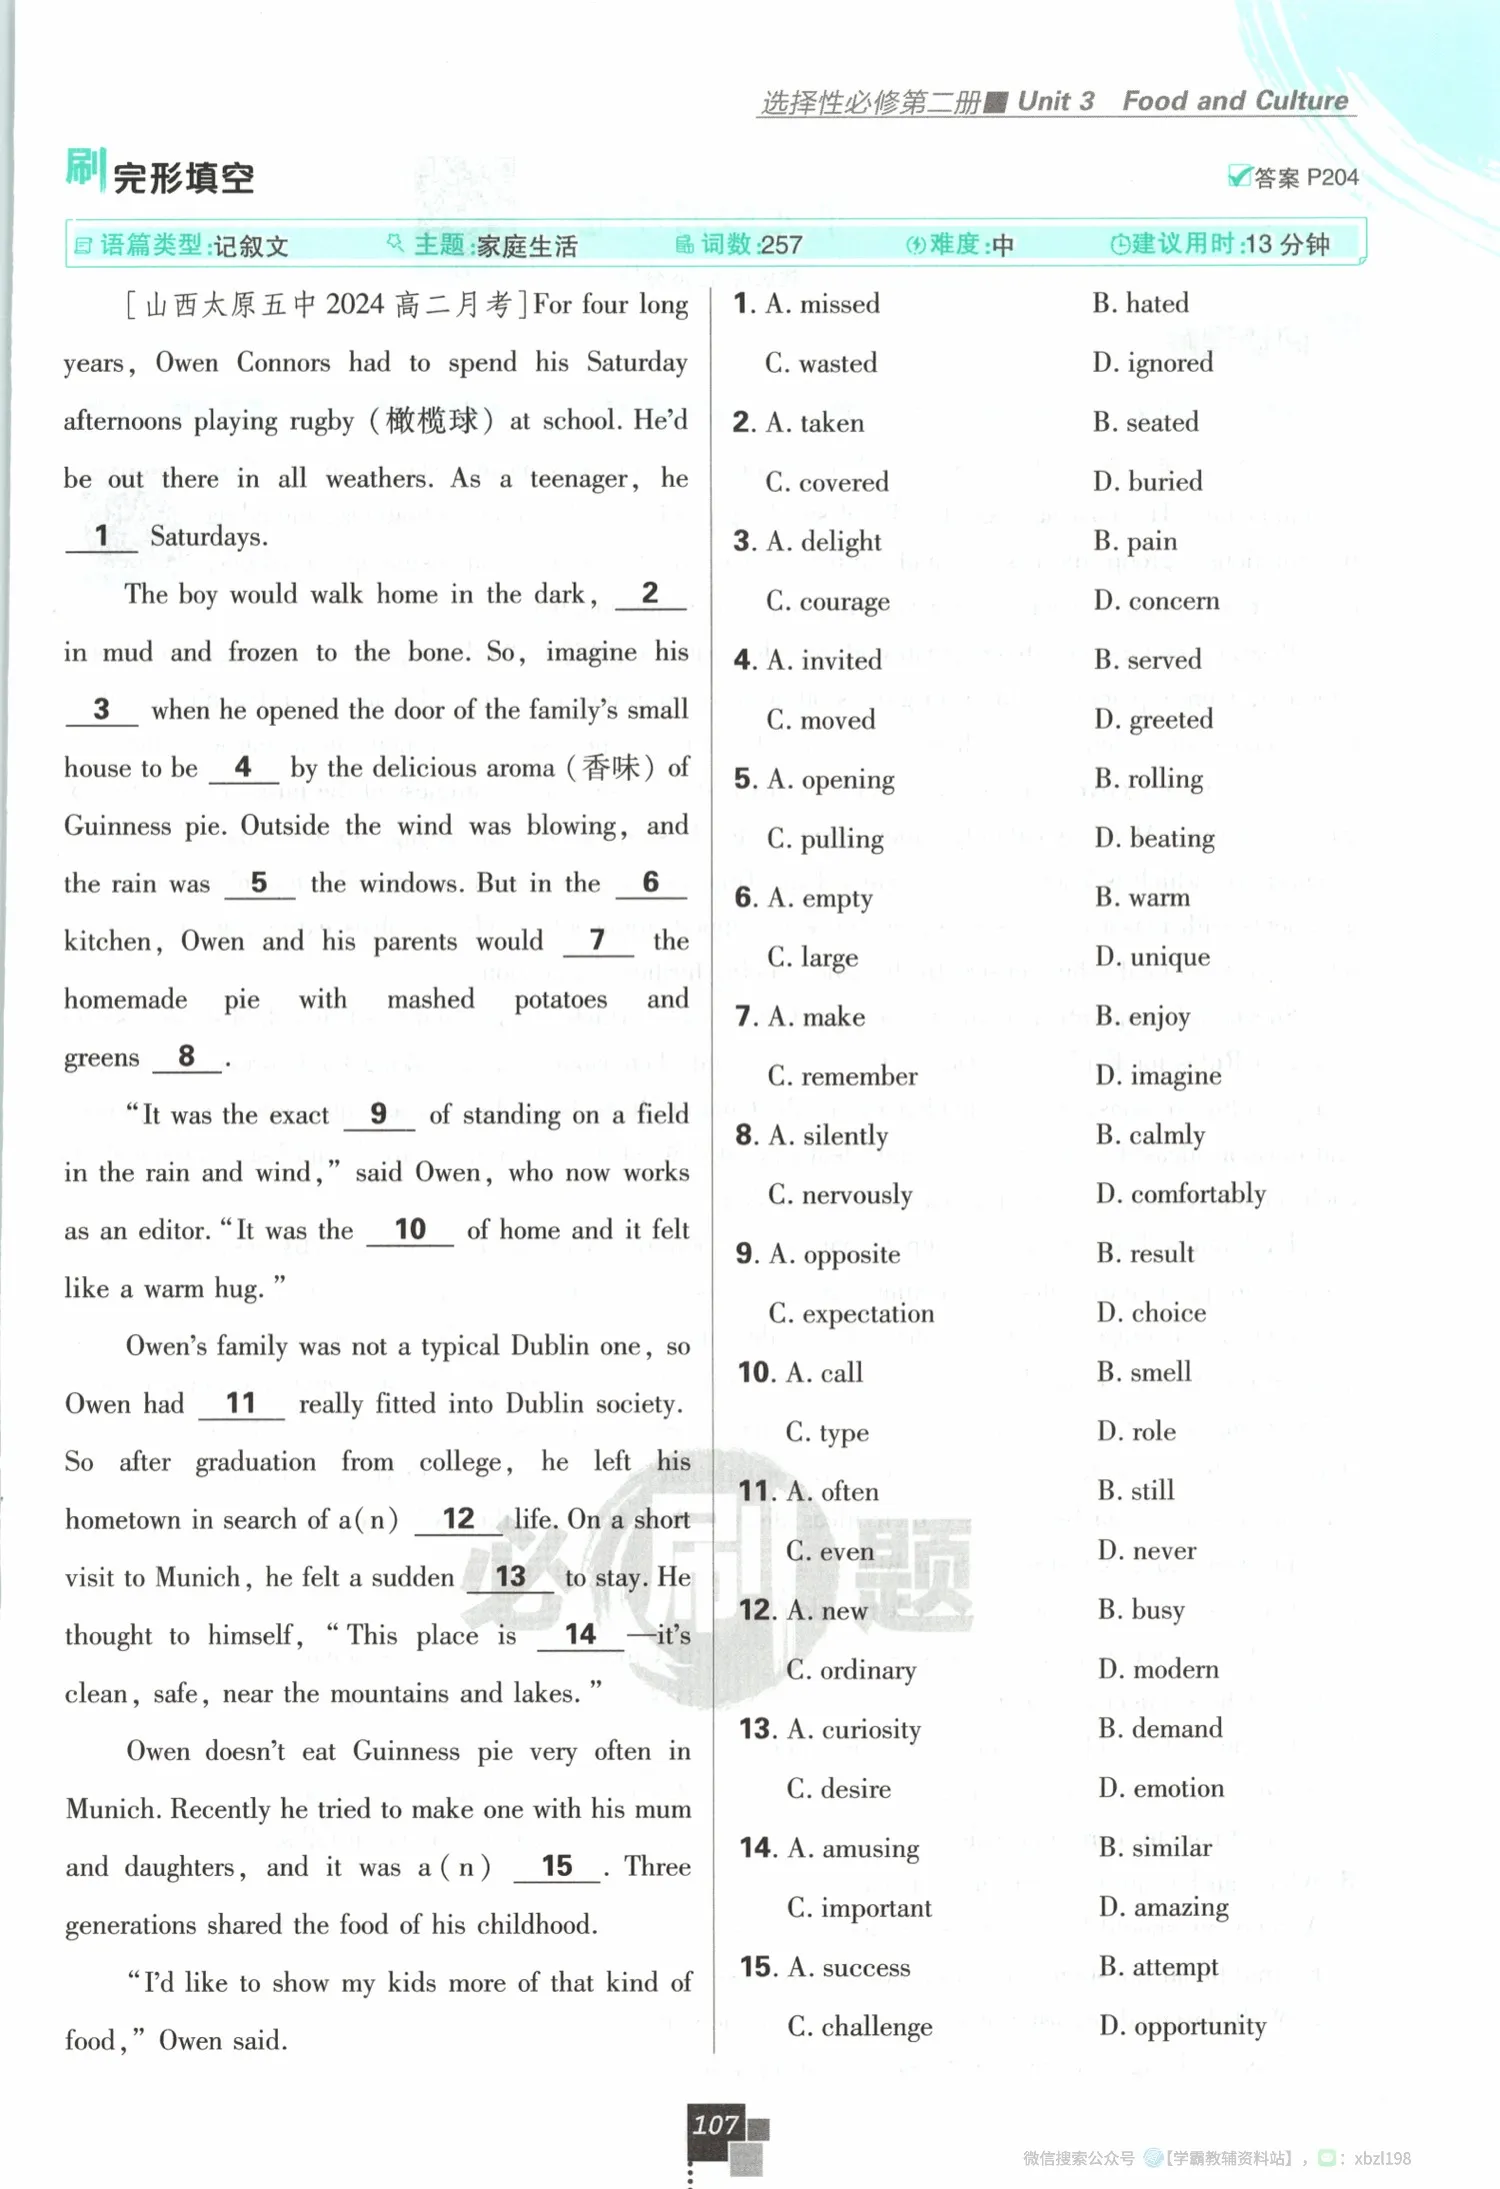 选择性必修第二册■ Unit 3 Food and Culture
刷 完形填空
答案 P204
语篇类型:记叙文 主题:家庭生活 词数:257 难度:中 建议用时:13分钟
[山西太原五中2024高二月考]For four long
years, Owen Connors had to spend his Saturday
afternoons playing rugby (橄榄球) at school. He'd
be out there in all weathers. As a teenager, he
1 Saturdays.
The boy would walk home in the dark, 2
in mud and frozen to the bone. So, imagine his
3 when he opened the door of the family's small
house to be 4 by the delicious aroma (香味) of
Guinness pie. Outside the wind was blowing, and
the rain was 5 the windows. But in the 6
kitchen, Owen and his parents would 7 the
homemade pie with mashed potatoes and
greens 8 .
"It was the exact 9 of standing on a field
in the rain and wind," said Owen, who now works
as an editor. "It was the 10 of home and it felt
like a warm hug."
Owen's family was not a typical Dublin one, so
Owen had 11 really fitted into Dublin society.
So after graduation from college, he left his
hometown in search of a(n) 12 life. On a short
visit to Munich, he felt a sudden 13 to stay. He
thought to himself, "This place is 14 —it's
clean, safe, near the mountains and lakes."
Owen doesn't eat Guinness pie very often in
Munich. Recently he tried to make one with his mum
and daughters, and it was a(n) 15 . Three
generations shared the food of his childhood.
"I'd like to show my kids more of that kind of
food," Owen said.
1. A. missed B. hated
C. wasted D. ignored
2. A. taken B. seated
C. covered D. buried
3. A. delight B. pain
C. courage D. concern
4. A. invited B. served
C. moved D. greeted
5. A. opening B. rolling
C. pulling D. beating
6. A. empty B. warm
C. large D. unique
7. A. make B. enjoy
C. remember D. imagine
8. A. silently B. calmly
C. nervously D. comfortably
9. A. opposite B. result
C. expectation D. choice
10. A. call B. smell
C. type D. role
11. A. often B. still
C. even D. never
12. A. new B. busy
C. ordinary D. modern
13. A. curiosity B. demand
C. desire D. emotion
14. A. amusing B. similar
C. important D. amazing
15. A. success B. attempt
C. challenge D. opportunity
必刷题
107
微信搜索公众号【学霸教辅资料站】，：xbzl198